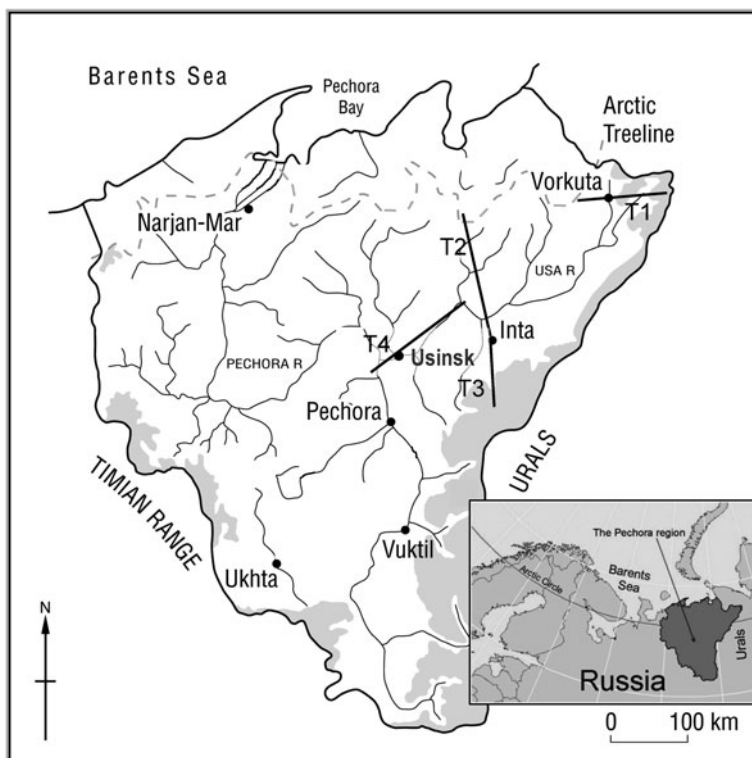 Barents Sea
Pechora
Bay
Arctic
Treeline
Vorkuta
T1
Narjan-Mar
T2
USA R
Inta
T4
Usinsk
PECHORA R
T3
Pechora
URALS
TIMIAN RANGE
Vuktil
Ukhta
N
The Pechora region
Barents
Sea
Arctic Circle
Urals
Russia
0 100 km